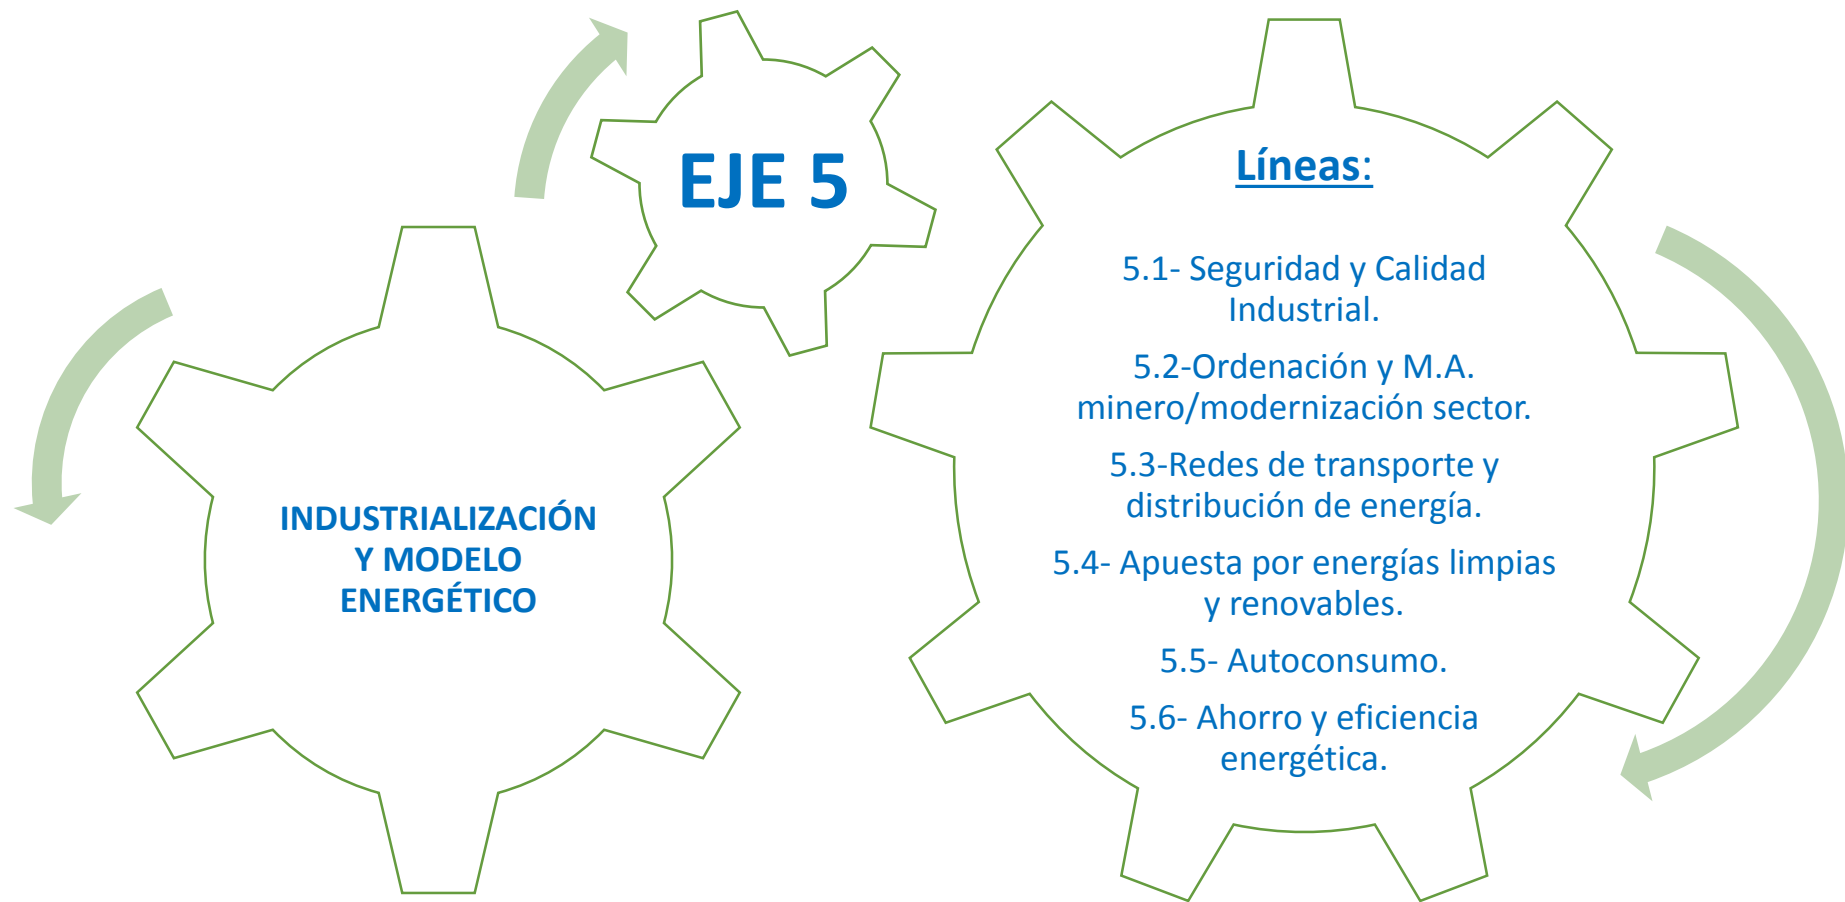 EJE 5
INDUSTRIALIZACIÓN
Y MODELO
ENERGÉTICO
Líneas:
5.1- Seguridad y Calidad
Industrial.
5.2-Ordenación y M.A.
minero/modernización sector.
5.3-Redes de transporte y
distribución de energía.
5.4- Apuesta por energías limpias
y renovables.
5.5- Autoconsumo.
5.6- Ahorro y eficiencia
energética.